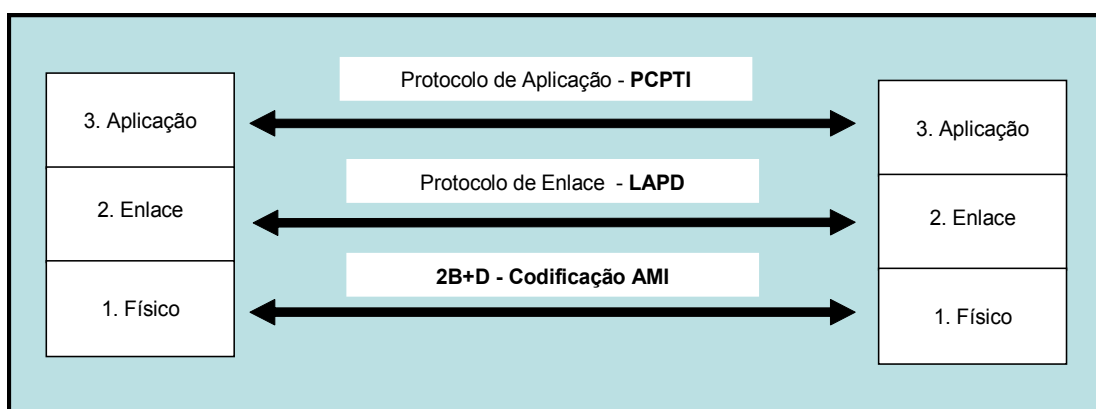 Protocolo de Aplicação - PCPTI
3. Aplicação
3. Aplicação
Protocolo de Enlace - LAPD
2. Enlace
2. Enlace
2B+D - Codificação AMI
1. Físico
1. Físico